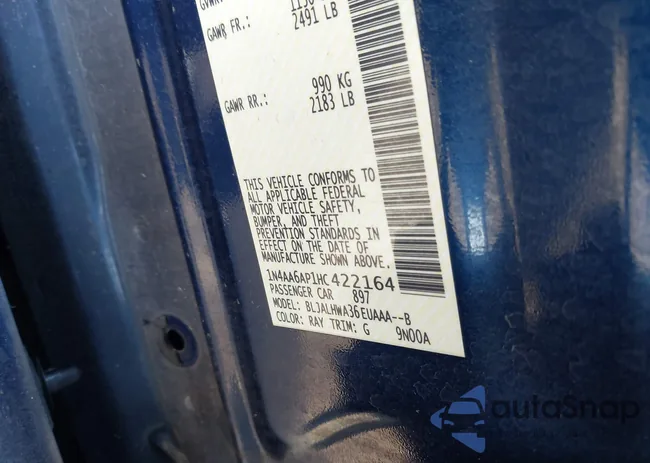 GAWR FR.: 2491 LB
990 KG
GAWR RR.: 2183 LB
THIS VEHICLE CONFORMS TO
ALL APPLICABLE FEDERAL
MOTOR VEHICLE SAFETY,
BUMPER, AND THEFT
PREVENTION STANDARDS IN
EFFECT ON THE DATE OF
MANUFACTURE SHOWN ABOVE.
1N4AA6AP1HC422164
PASSENGER CAR 897
MODEL: BLJALHWA36EUAAA--B
COLOR: RAY TRIM: G 9N00A
autoSnap